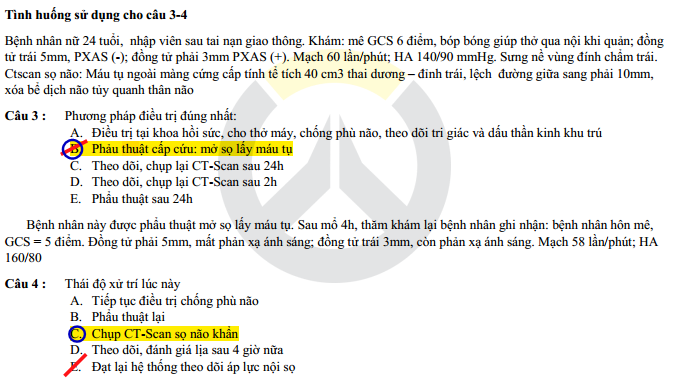 Tình huống sử dụng cho câu 3-4
Bệnh nhân nữ 24 tuổi, nhập viên sau tai nạn giao thông. Khám: mê GCS 6 điểm, bóp bóng giúp thở qua nội khí quản; đồng
tử trái 5mm, PXAS (-); đồng tử phải 3mm PXAS (+). Mạch 60 lần/phút; HA 140/90 mmHg. Sưng nề vùng đỉnh chẩm trái.
Ctscan sọ não: Máu tụ ngoài màng cứng cấp tính tể tích 40 cm3 thai dương – đỉnh trái, lệch đường giữa sang phải 10mm,
xóa bể dịch não tủy quanh thân não
Câu 3 : Phương pháp điều trị đúng nhất:
A. Điều trị tại khoa hồi sức, cho thở máy, chống phù não, theo dõi tri giác và dấu thần kinh khu trú
B. Phảu thuật cấp cứu: mở sọ lấy máu tụ
C. Theo dõi, chụp lại CT-Scan sau 24h
D. Theo dõi, chụp lại CT-Scan sau 2h
E. Phẩu thuật sau 24h
Bệnh nhân này được phẩu thuật mở sọ lấy máu tụ. Sau mổ 4h, thăm khám lại bệnh nhân ghi nhận: bệnh nhân hôn mê,
GCS = 5 điểm. Đồng tử phải 5mm, mất phản xạ ánh sáng; đồng tử trái 3mm, còn phản xạ ánh sáng. Mạch 58 lần/phút; HA
160/80
Câu 4 : Thái độ xử trí lúc này
A. Tiếp tục điều trị chống phù não
B. Phẩu thuật lại
C. Chụp CT-Scan sọ não khẩn
D. Theo dõi, đánh giá lịa sau 4 giờ nữa
E. Đặt lại hệ thống theo dõi áp lực nội sọ